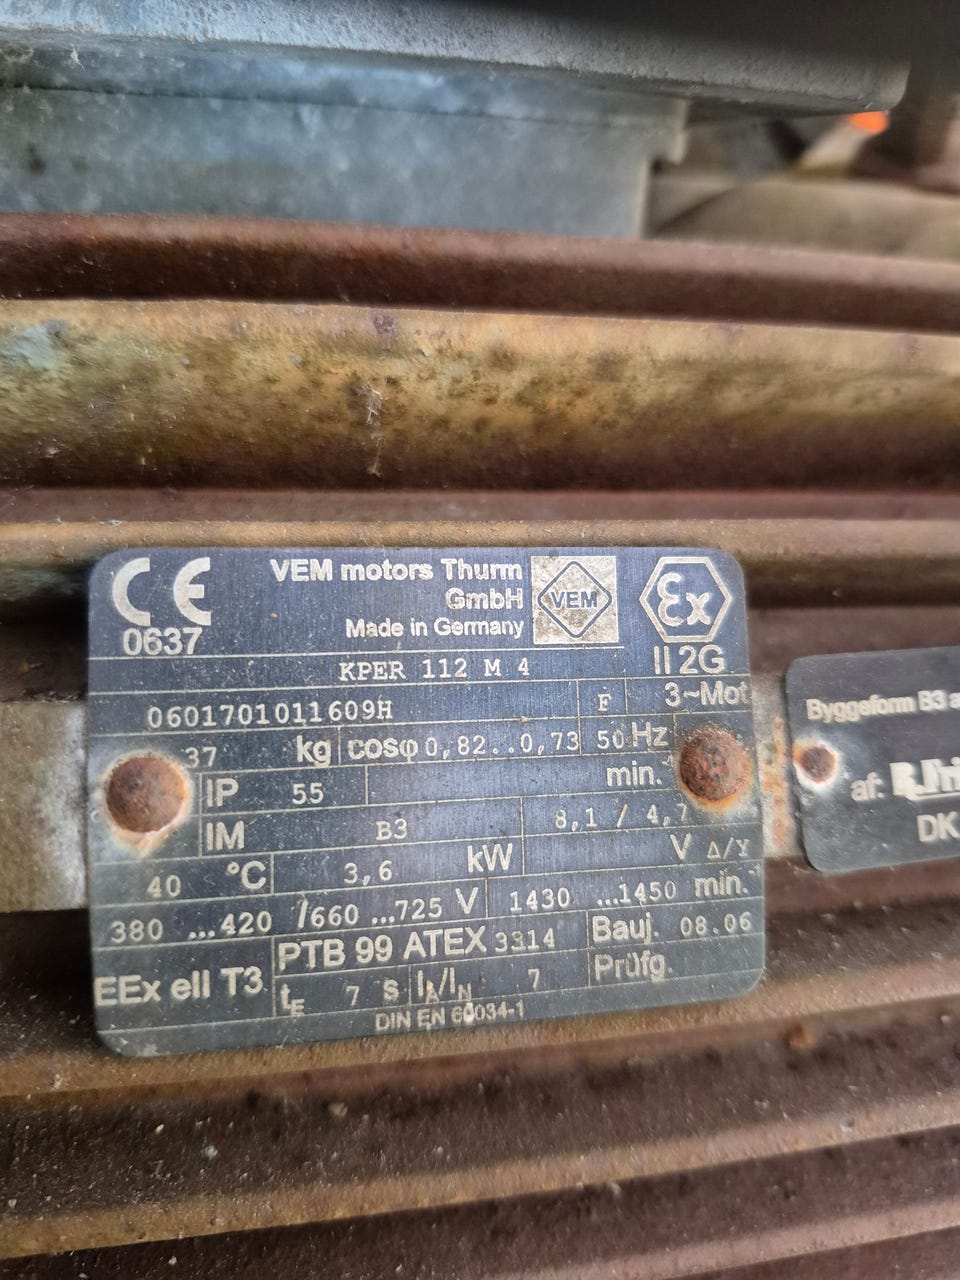 CE
0637
VEM motors Thurm
GmbH
Made in Germany
VEM
Ex
II 2G
KPER 112 M 4
3~Mot
0601701011609H F
37 kg cosφ 0,82..0,73 50 Hz
IP 55 min.
IM B3 8,1 / 4,7
40 °C 3,6 kW V Δ/Y
380 ...420 /660 ...725 V 1430 ...1450 min.
EEx eII T3 PTB 99 ATEX 3314 Bauj. 08.06
tE 7 s IA/IN 7 Prüfg.
DIN EN 60034-1
Byggeform B3
af:
DK